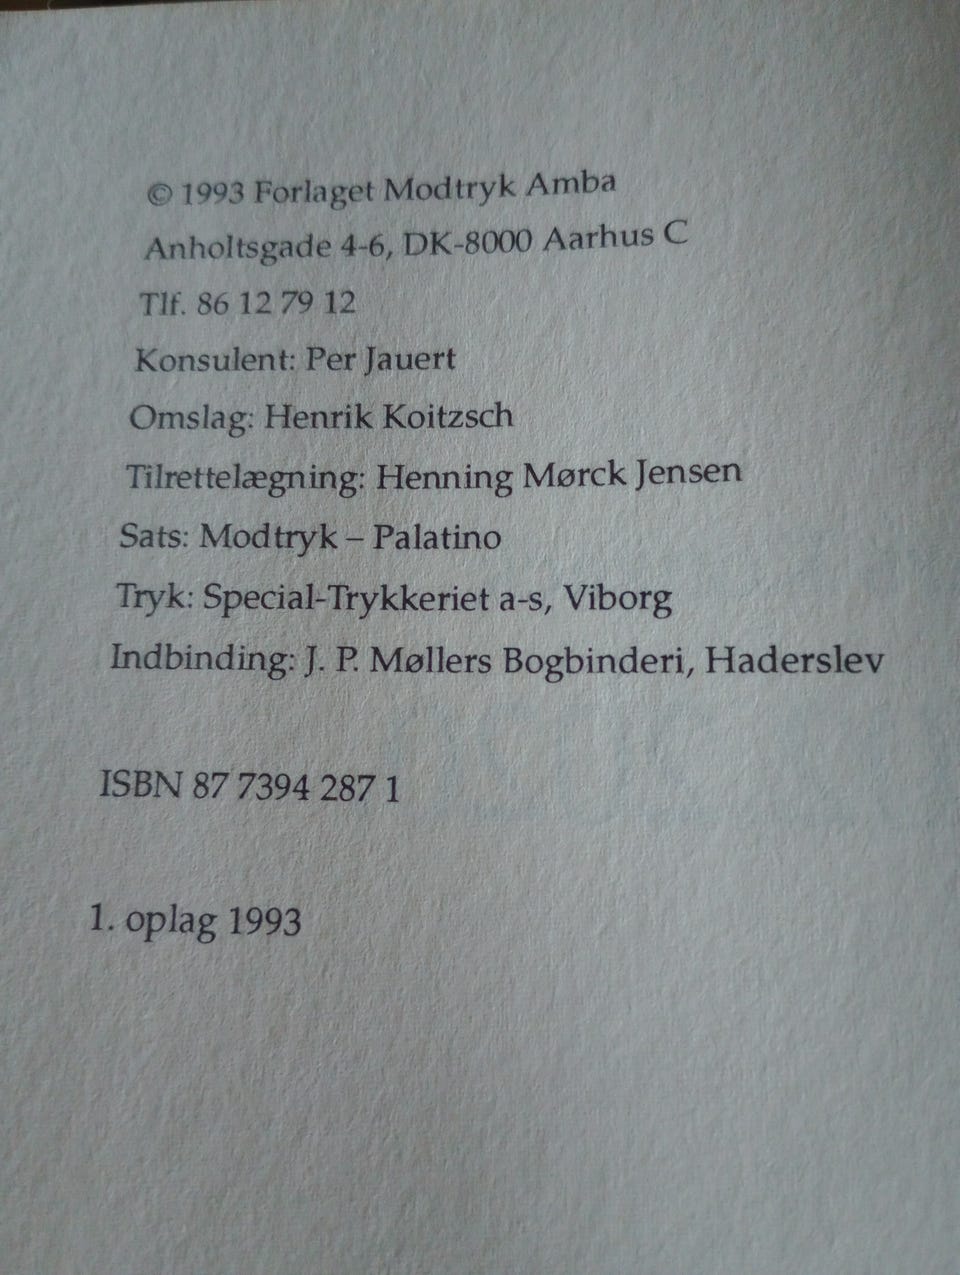 © 1993 Forlaget Modtryk Amba
Anholtsgade 4-6, DK-8000 Aarhus C
Tlf. 86 12 79 12
Konsulent: Per Jauert
Omslag: Henrik Koitzsch
Tilrettelægning: Henning Mørck Jensen
Sats: Modtryk – Palatino
Tryk: Special-Trykkeriet a-s, Viborg
Indbinding: J. P. Møllers Bogbinderi, Haderslev
ISBN 87 7394 287 1
1. oplag 1993